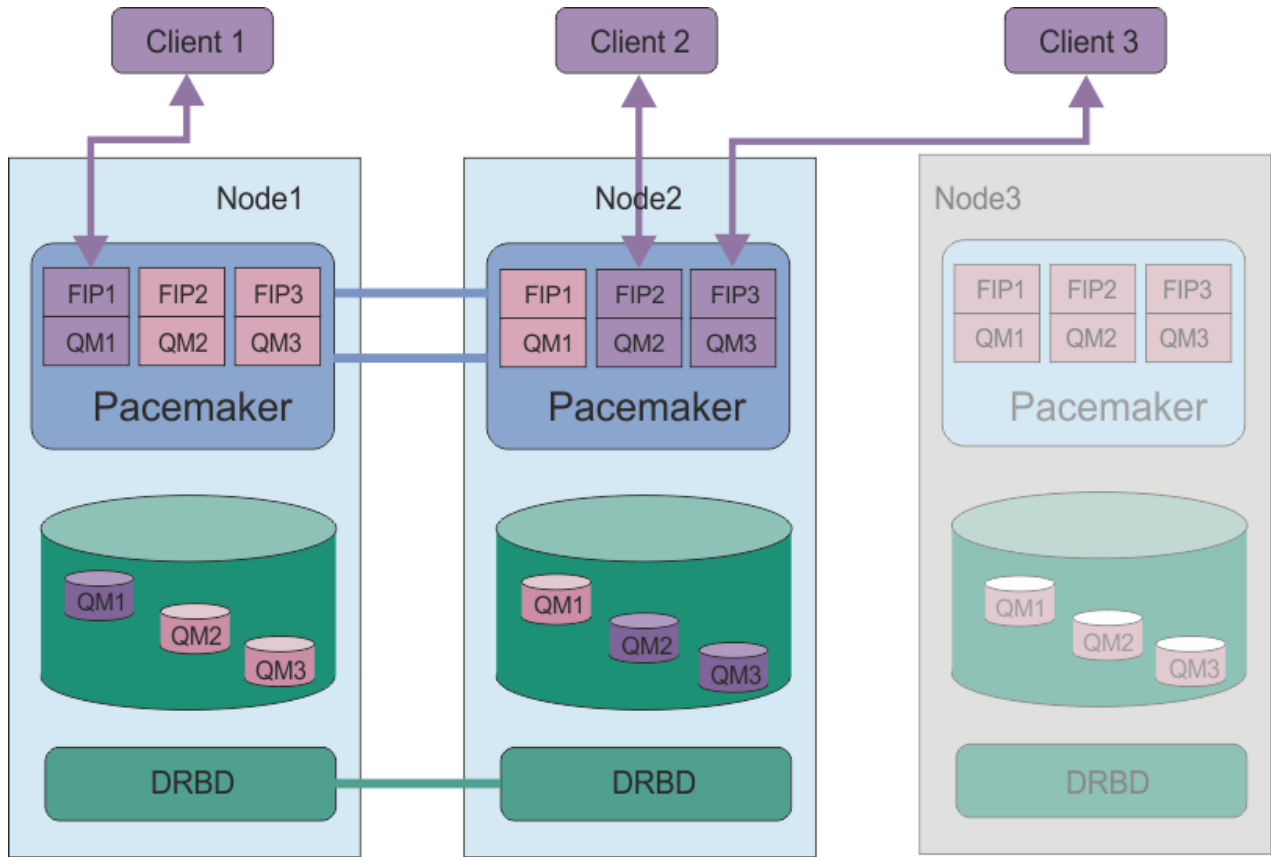 Client 1
Client 2
Client 3
Node1
Node2
Node3
FIP1 FIP2 FIP3
QM1 QM2 QM3
Pacemaker
FIP1 FIP2 FIP3
QM1 QM2 QM3
Pacemaker
FIP1 FIP2 FIP3
QM1 QM2 QM3
Pacemaker
QM1
QM2
QM3
QM1
QM2
QM3
QM1
QM2
QM3
DRBD
DRBD
DRBD